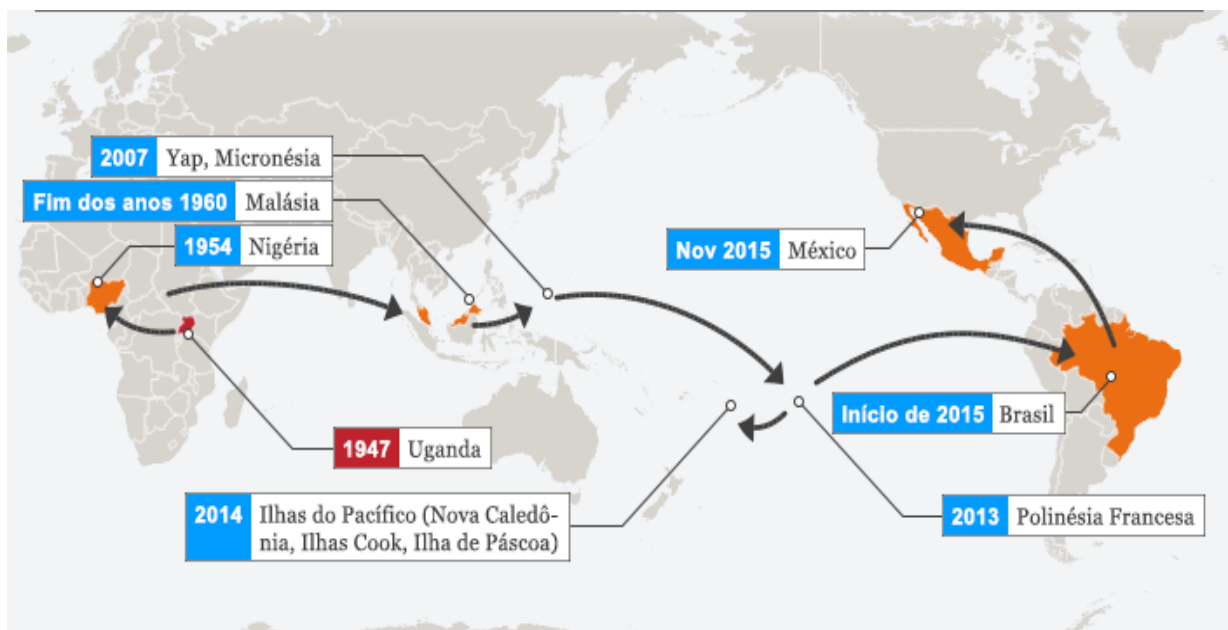 2007 Yap, Micronésia
Fim dos anos 1960 Malásia
1954 Nigéria
Nov 2015 México
Início de 2015 Brasil
1947 Uganda
2014 Ilhas do Pacífico (Nova Caledô-
nia, Ilhas Cook, Ilha de Páscoa)
2013 Polinésia Francesa